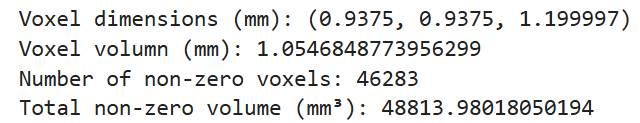 Voxel dimensions (mm): (0.9375, 0.9375, 1.199997)
Voxel volumn (mm): 1.0546848773956299
Number of non-zero voxels: 46283
Total non-zero volume (mm³): 48813.98018050194